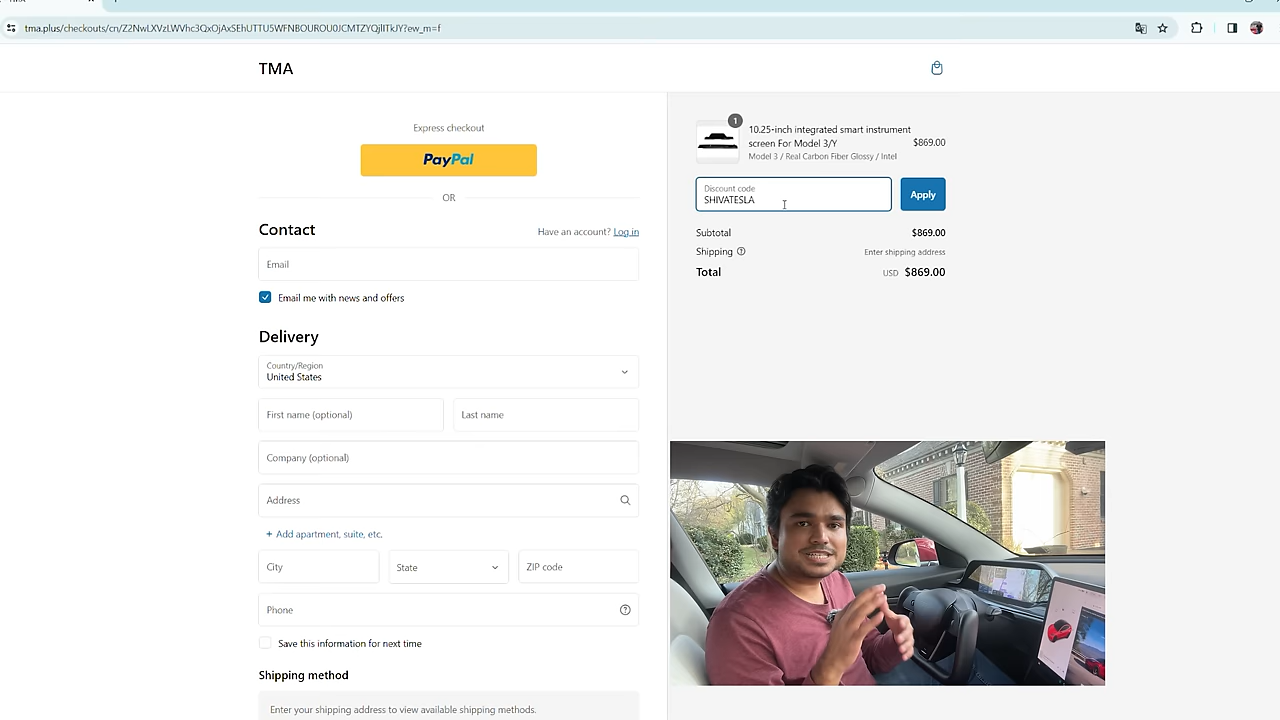 tma.plus/checkouts/cn/Z2NwLXVzLWVhc3QxOjAxSEhUTTU5WFNBOUROU0JCMTZYQjlITkJY?ew_m=f
TMA
Express checkout
PayPal
OR
Contact
Have an account? Log in
Email
Email me with news and offers
Delivery
Country/Region
United States
First name (optional)
Last name
Company (optional)
Address
+ Add apartment, suite, etc.
City
State
ZIP code
Phone
Save this information for next time
Shipping method
Enter your shipping address to view available shipping methods.
1
10.25-inch integrated smart instrument
screen For Model 3/Y
$869.00
Model 3 / Real Carbon Fiber Glossy / Intel
Discount code
SHIVATESLA
Apply
Subtotal
$869.00
Shipping
Enter shipping address
Total
USD $869.00